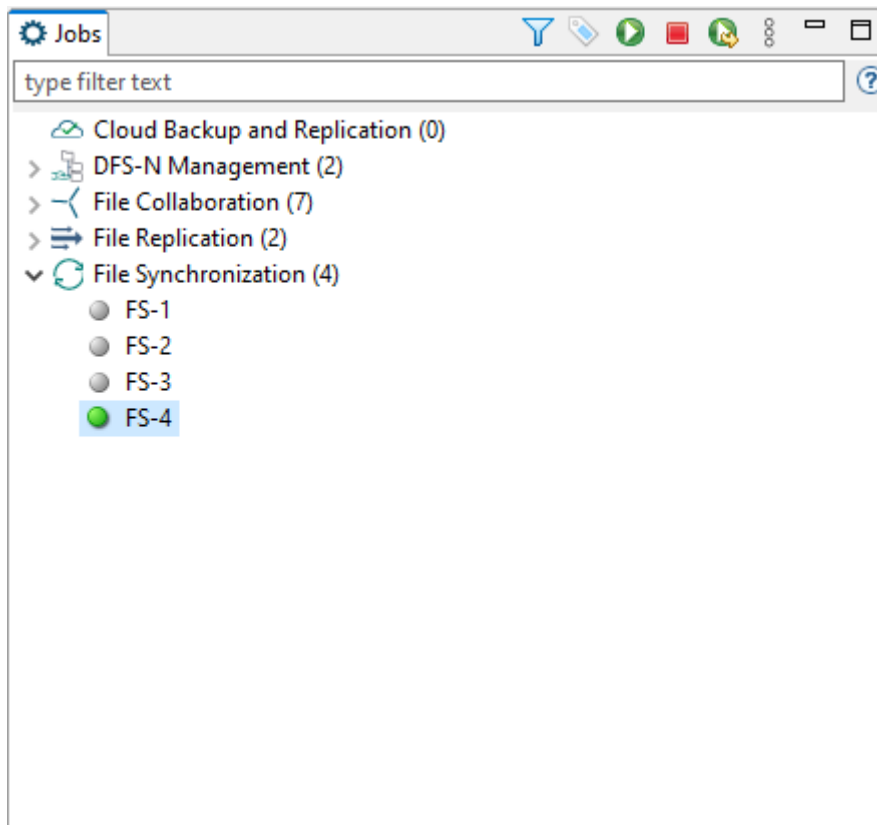 Jobs
type filter text
Cloud Backup and Replication (0)
DFS-N Management (2)
File Collaboration (7)
File Replication (2)
File Synchronization (4)
FS-1
FS-2
FS-3
FS-4